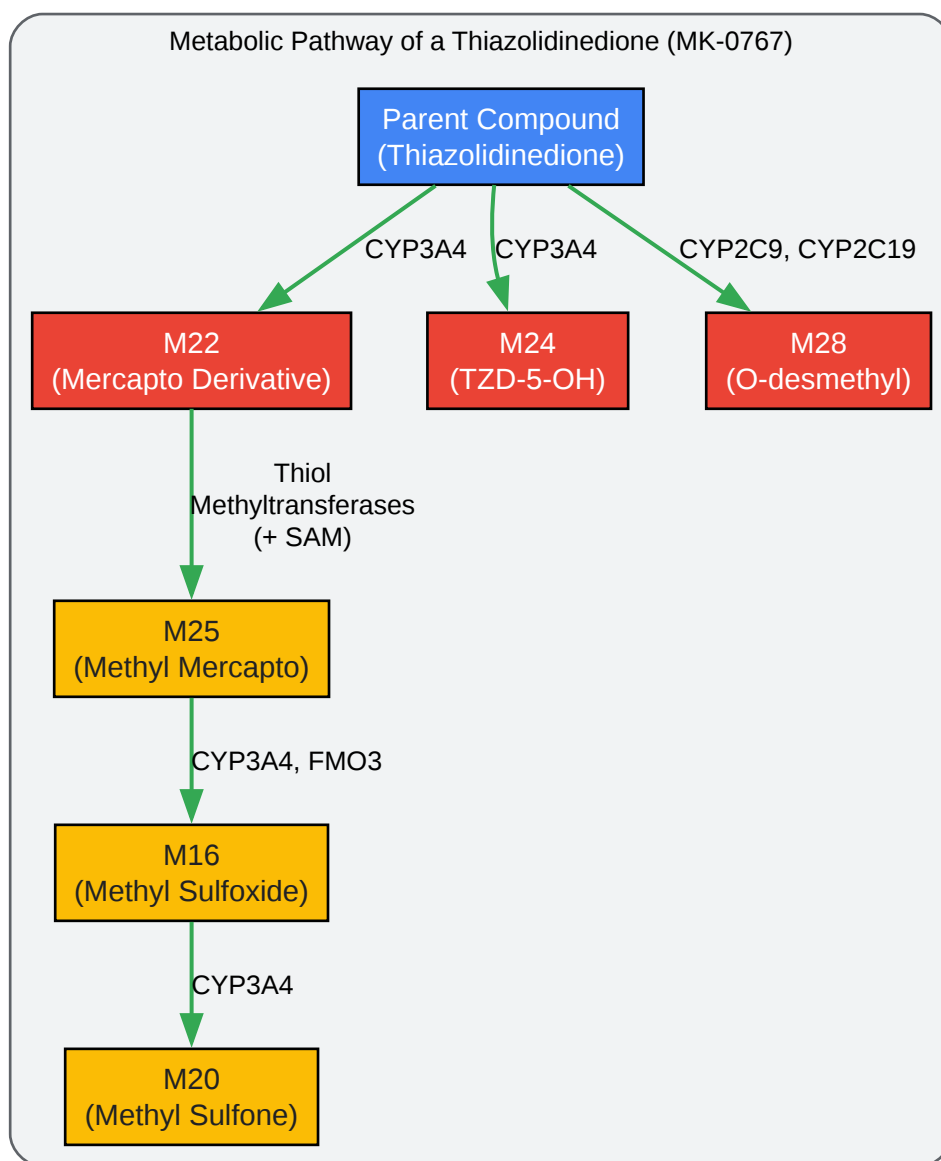 Metabolic Pathway of a Thiazolidinedione (MK-0767)
Parent Compound
(Thiazolidinedione)
CYP3A4
CYP3A4
CYP2C9, CYP2C19
M22
(Mercapto Derivative)
M24
(TZD-5-OH)
M28
(O-desmethyl)
Thiol
Methyltransferases
(+ SAM)
M25
(Methyl Mercapto)
CYP3A4, FMO3
M16
(Methyl Sulfoxide)
CYP3A4
M20
(Methyl Sulfone)